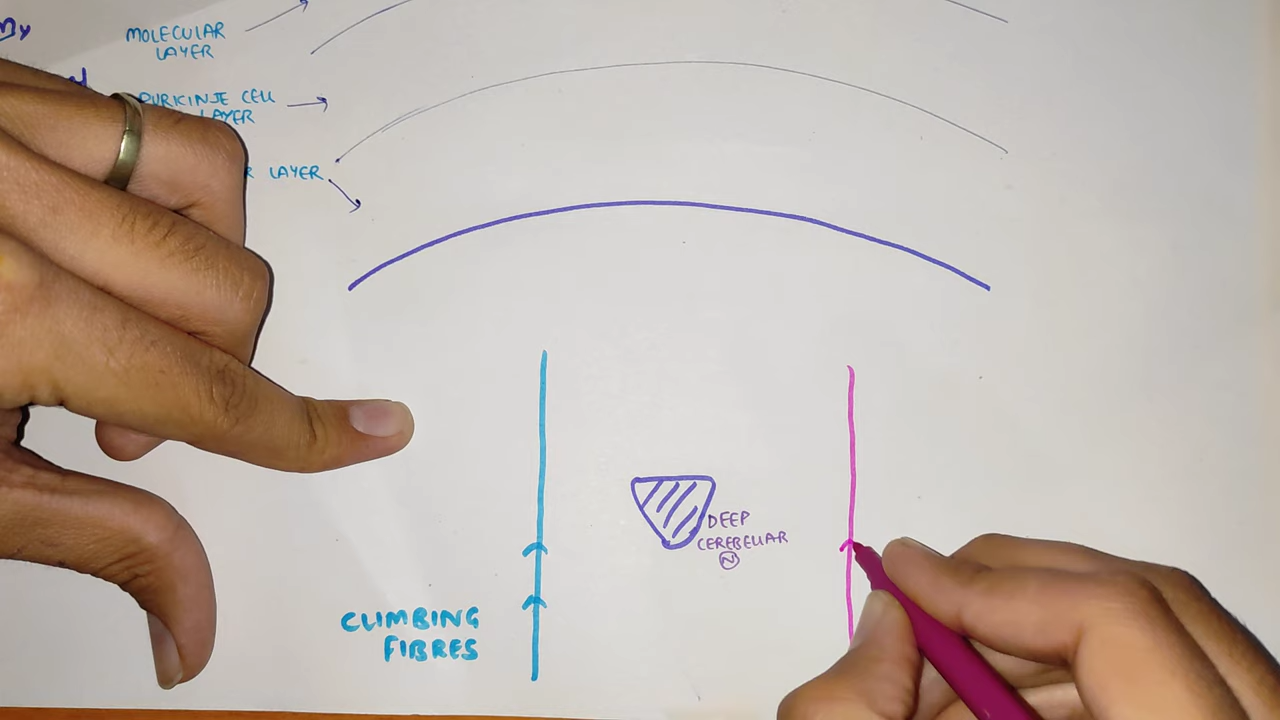 MOLECULAR
LAYER
PURKINJE CELL
LAYER
LAYER
DEEP
CEREBELLAR
N
CLIMBING
FIBRES